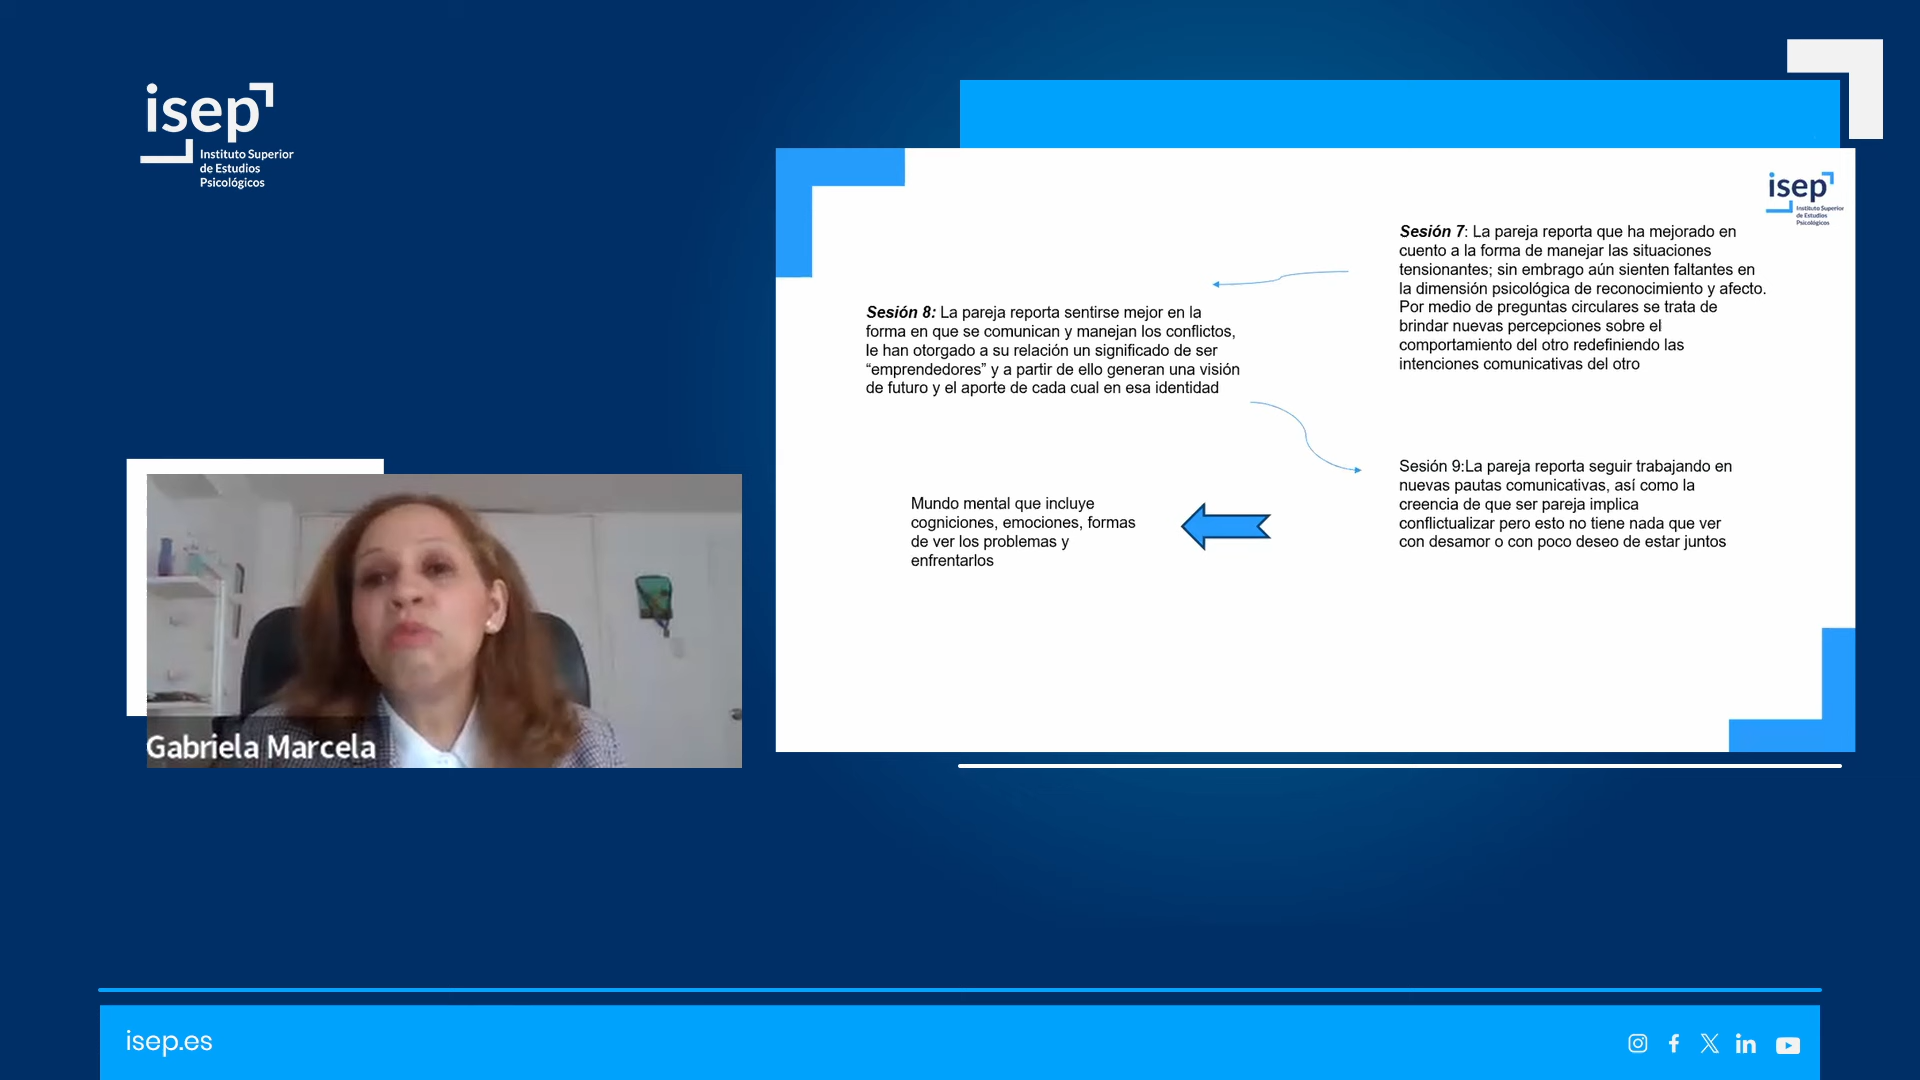 isep
Instituto Superior
de Estudios
Psicológicos
isep
Instituto Superior
de Estudios
Psicológicos
Sesión 7: La pareja reporta que ha mejorado en
cuento a la forma de manejar las situaciones
tensionantes; sin embrago aún sienten faltantes en
la dimensión psicológica de reconocimiento y afecto.
Por medio de preguntas circulares se trata de
brindar nuevas percepciones sobre el
comportamiento del otro redefiniendo las
intenciones comunicativas del otro
Sesión 8: La pareja reporta sentirse mejor en la
forma en que se comunican y manejan los conflictos,
le han otorgado a su relación un significado de ser
“emprendedores” y a partir de ello generan una visión
de futuro y el aporte de cada cual en esa identidad
Sesión 9:La pareja reporta seguir trabajando en
nuevas pautas comunicativas, así como la
creencia de que ser pareja implica
conflictualizar pero esto no tiene nada que ver
con desamor o con poco deseo de estar juntos
Mundo mental que incluye
cogniciones, emociones, formas
de ver los problemas y
enfrentarlos
Gabriela Marcela
isep.es